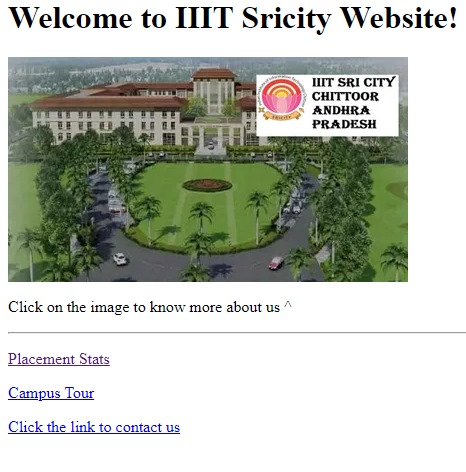 Welcome to IIIT Sricity Website!
IIIT SRI CITY
CHITTOOR
ANDHRA
PRADESH
SRICITY
Click on the image to know more about us ^
Placement Stats
Campus Tour
Click the link to contact us